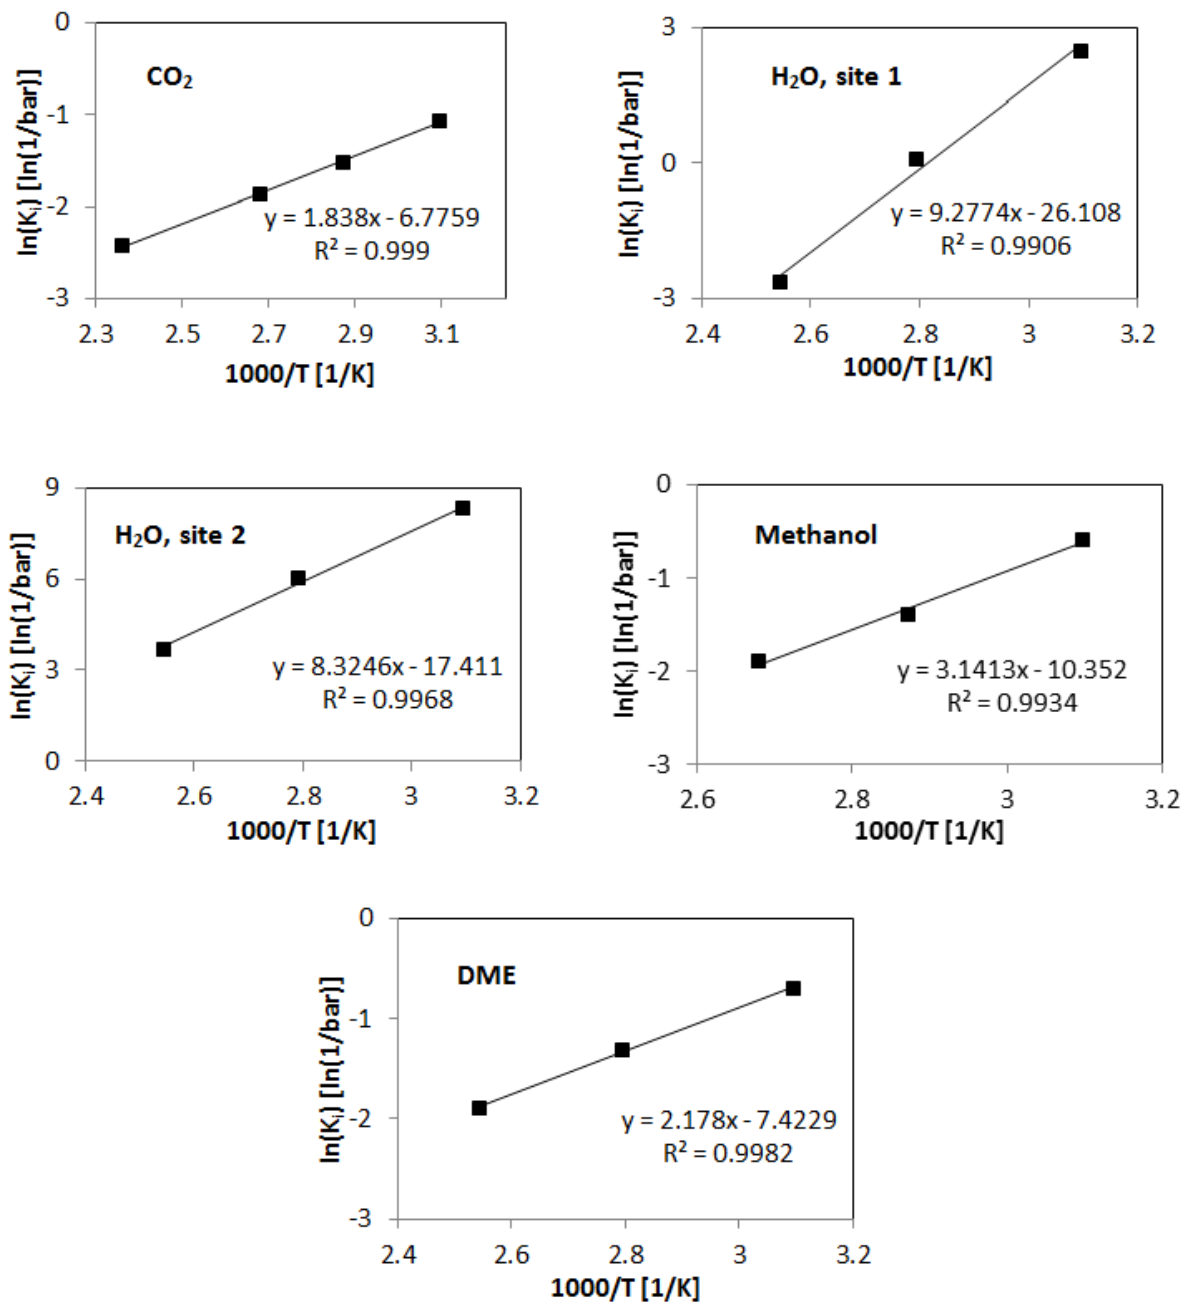 0
-1
-2
-3
ln(Kᵢ) [ln(1/bar)]
CO₂
y = 1.838x - 6.7759
R² = 0.999
2.3 2.5 2.7 2.9 3.1
1000/T [1/K]
3
0
-3
ln(Kᵢ) [ln(1/bar)]
H₂O, site 1
y = 9.2774x - 26.108
R² = 0.9906
2.4 2.6 2.8 3 3.2
1000/T [1/K]
9
6
3
0
ln(Kᵢ) [ln(1/bar)]
H₂O, site 2
y = 8.3246x - 17.411
R² = 0.9968
2.4 2.6 2.8 3 3.2
1000/T [1/K]
0
-1
-2
-3
ln(Kᵢ) [ln(1/bar)]
Methanol
y = 3.1413x - 10.352
R² = 0.9934
2.6 2.8 3 3.2
1000/T [1/K]
0
-1
-2
-3
ln(Kᵢ) [ln(1/bar)]
DME
y = 2.178x - 7.4229
R² = 0.9982
2.4 2.6 2.8 3 3.2
1000/T [1/K]